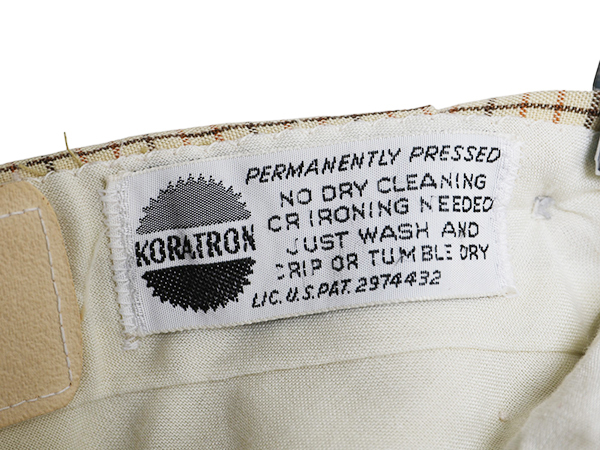 KORATRON
PERMANENTLY PRESSED
NO DRY CLEANING
OR IRONING NEEDED
JUST WASH AND
DRIP OR TUMBLE DRY
LIC. U.S. PAT. 2974432